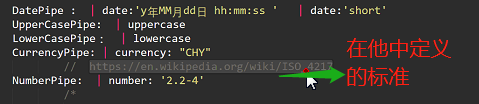 DatePipe :  | date:'y年MM月dd日 hh:mm:ss '  | date:'short'
UpperCasePipe:  | uppercase
LowerCasePipe:  | lowercase
CurrencyPipe: | currency: "CHY"
// https://en.wikipedia.org/wiki/ISO_4217
NumberPipe:  | number: '2.2-4'
/*
在他中定义
的标准